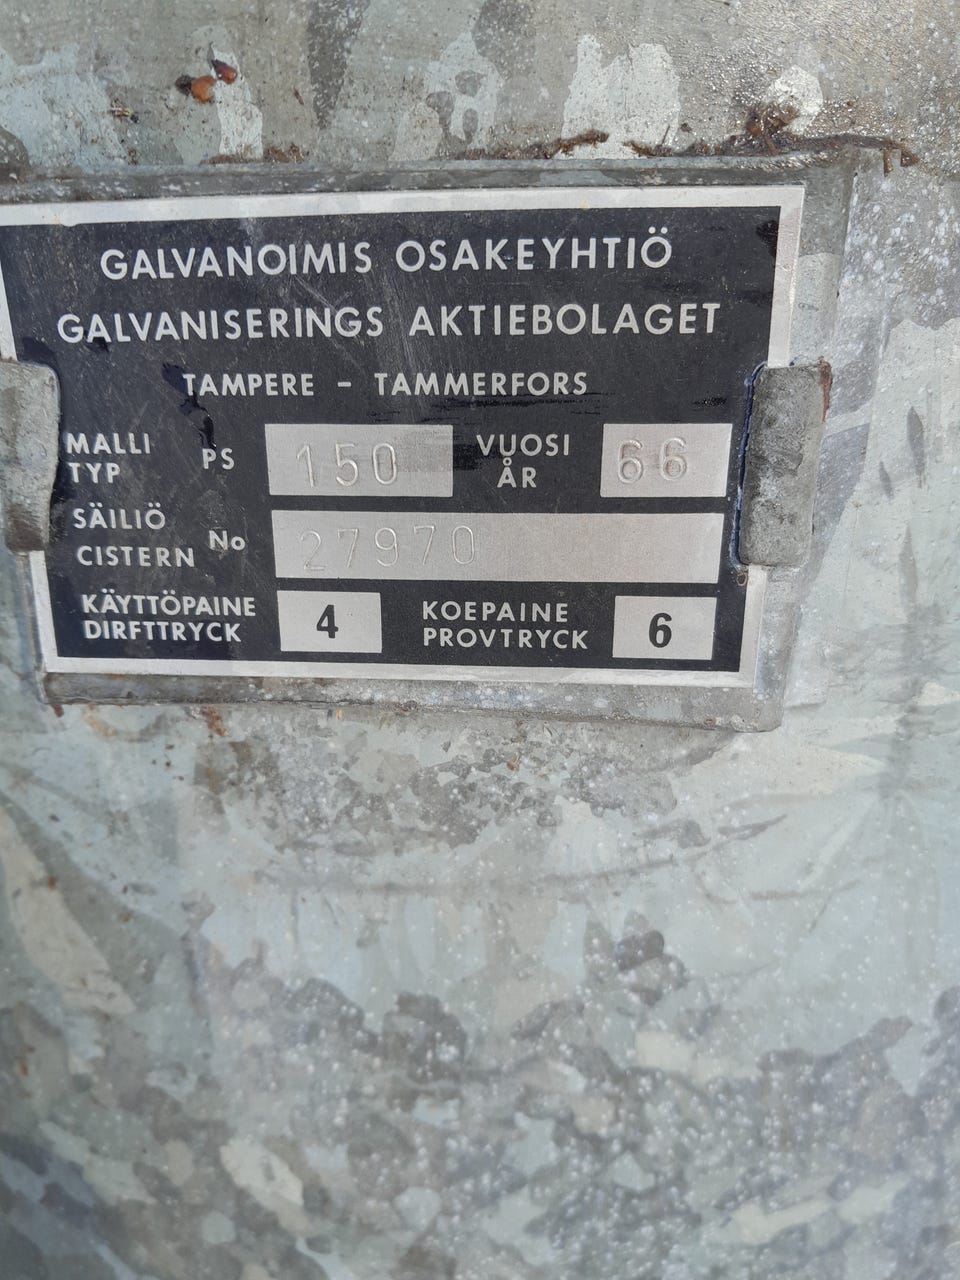 GALVANOIMIS OSAKEYHTIÖ
GALVANISERINGS AKTIEBOLAGET
TAMPERE - TAMMERFORS
MALLI TYP PS 150 VUOSI ÅR 66
SÄILIÖ CISTERN No 27970
KÄYTTÖPAINE DIRFTTRYCK 4 KOEPAINE PROVTRYCK 6